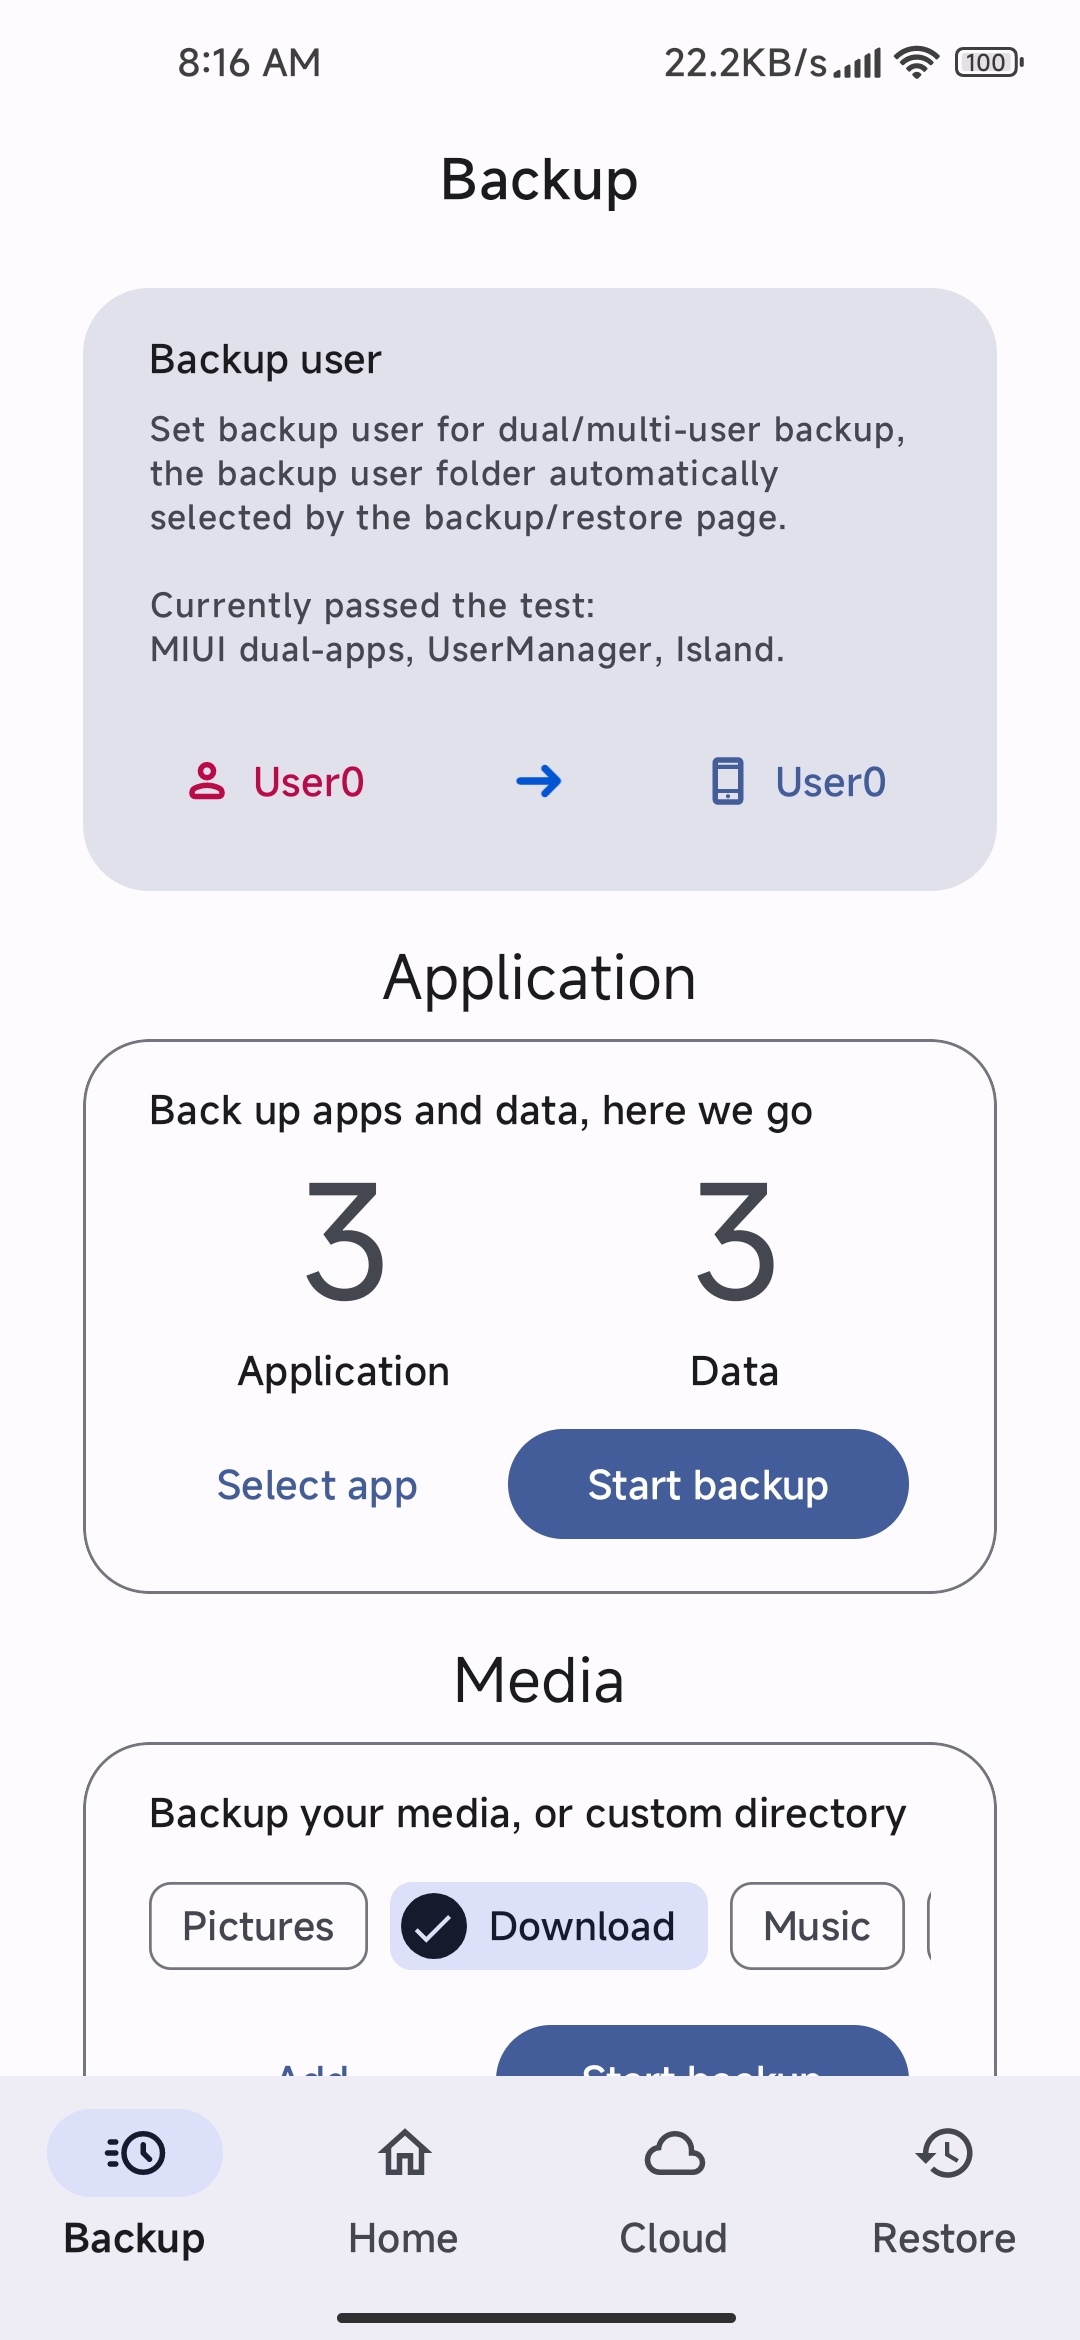 8:16 AM
22.2KB/s
100
Backup
Backup user
Set backup user for dual/multi-user backup,
the backup user folder automatically
selected by the backup/restore page.
Currently passed the test:
MIUI dual-apps, UserManager, Island.
User0
User0
Application
Back up apps and data, here we go
3 3
Application Data
Select app Start backup
Media
Backup your media, or custom directory
Pictures Download Music
Add Start backup
Backup Home Cloud Restore